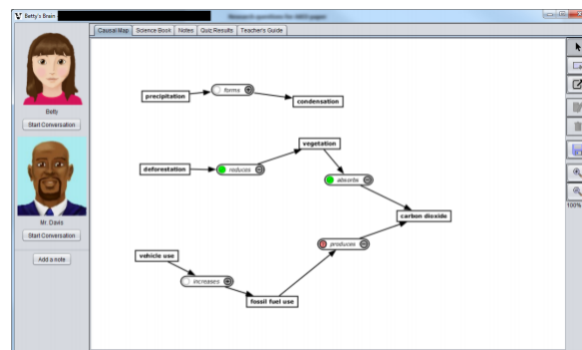 Betty's Brain
Causal Map Science Book Notes Quiz Results Teacher's Guide
Betty
Start Conversation
Mr. Davis
Start Conversation
Add a note
precipitation
forms
condensation
vegetation
deforestation
reduces
absorbs
carbon dioxide
produces
vehicle use
increases
fossil fuel use
100%